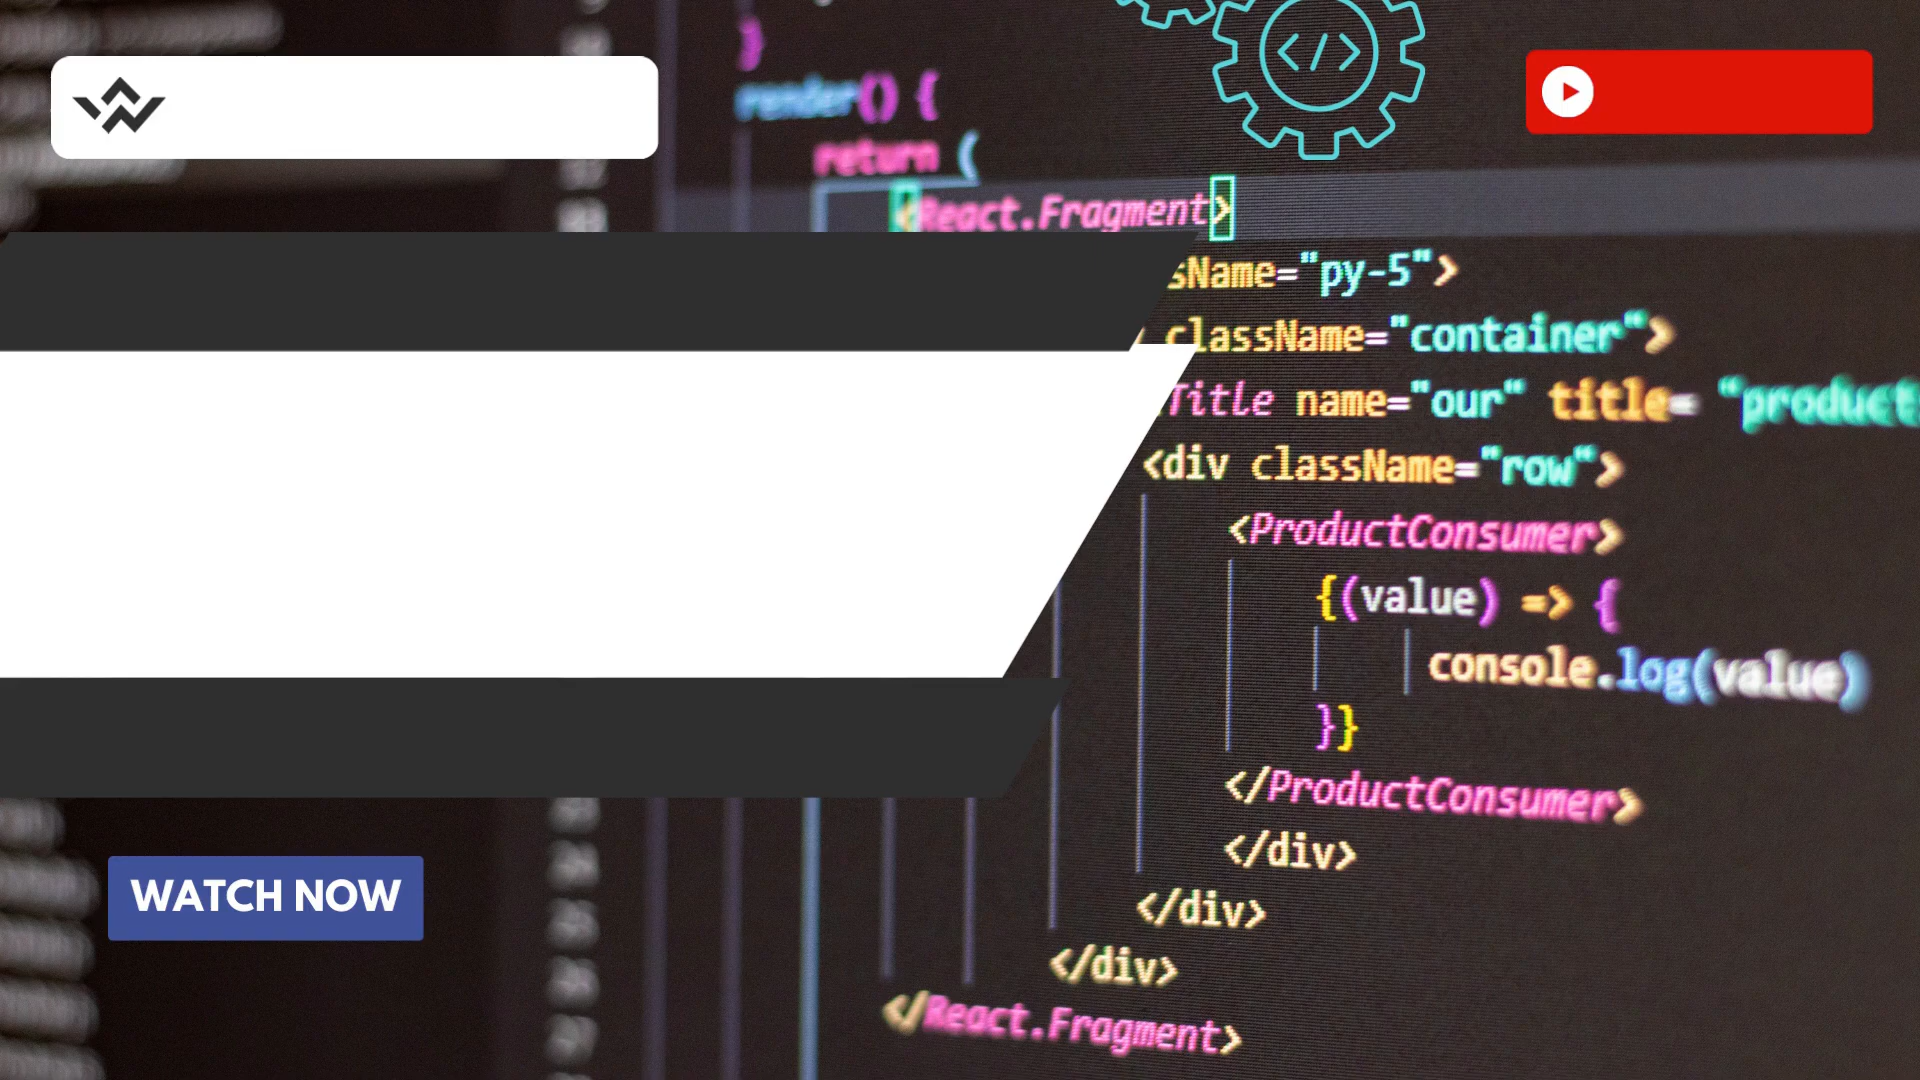 }
render() {
return (
<React.Fragment>
sName="py-5">
className="container">
Title name="our" title= "product
<div className="row">
<ProductConsumer>
{(value) => {
console.log(value)
}}
</ProductConsumer>
</div>
</div>
</div>
</React.Fragment>
</>
WATCH NOW